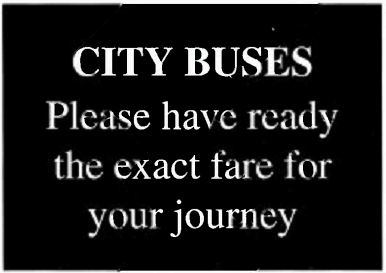 CITY BUSES
Please have ready
the exact fare for
your journey